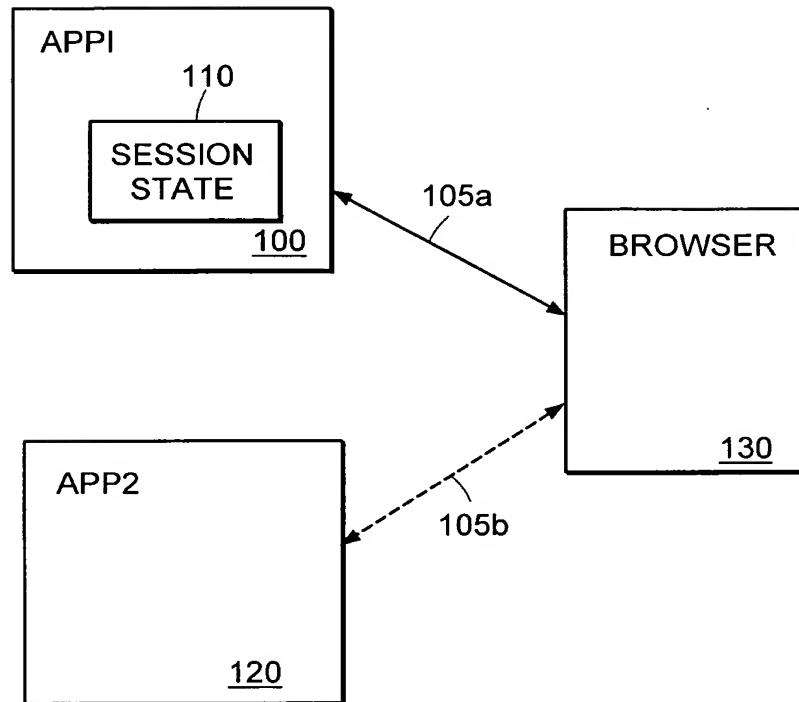 APPI
110
SESSION
STATE
100
105a
BROWSER
130
APP2
105b
120